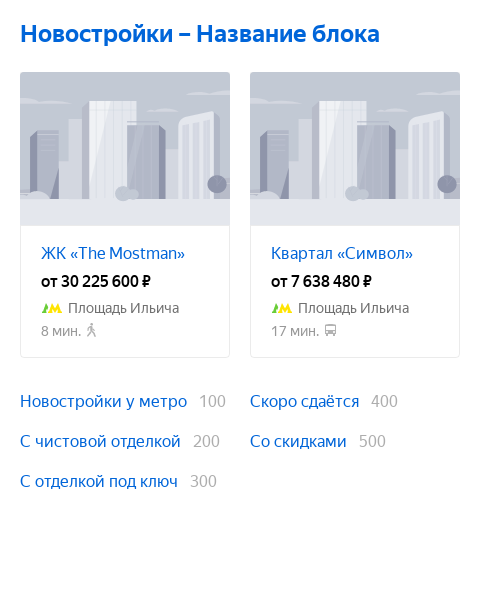 Новостройки – Название блока
ЖК «The Mostman»
от 30 225 600 ₽
Площадь Ильича
8 мин.
Квартал «Символ»
от 7 638 480 ₽
Площадь Ильича
17 мин.
Новостройки у метро 100
Скоро сдаётся 400
С чистовой отделкой 200
Со скидками 500
С отделкой под ключ 300